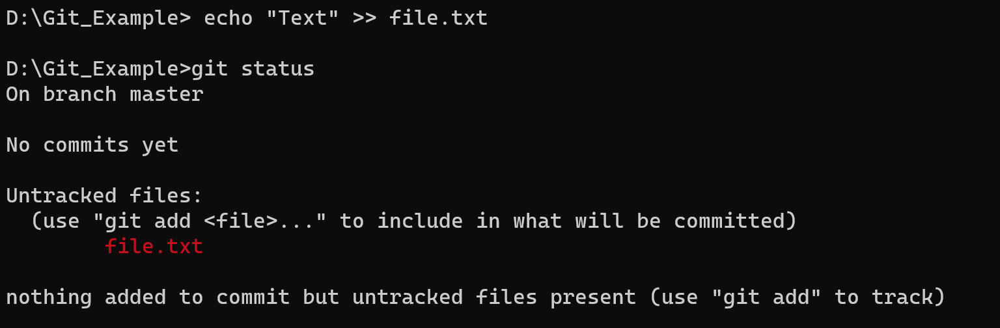 D:\Git_Example> echo "Text" >> file.txt
D:\Git_Example>git status
On branch master
No commits yet
Untracked files:
  (use "git add <file>..." to include in what will be committed)
        file.txt
nothing added to commit but untracked files present (use "git add" to track)